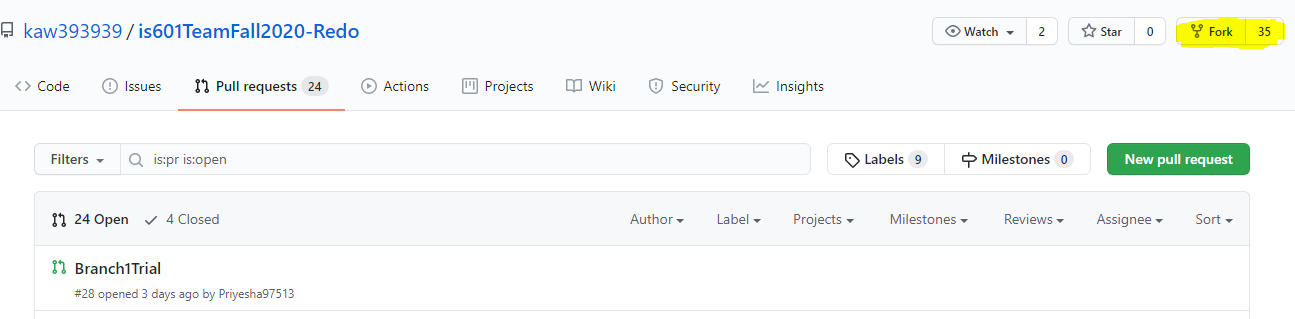 kaw393939 / is601TeamFall2020-Redo Watch 2 Star 0 Fork 35
Code Issues Pull requests 24 Actions Projects Wiki Security Insights
Filters is:pr is:open Labels 9 Milestones 0 New pull request
24 Open 4 Closed Author Label Projects Milestones Reviews Assignee Sort
Branch1Trial
#28 opened 3 days ago by Priyesha97513